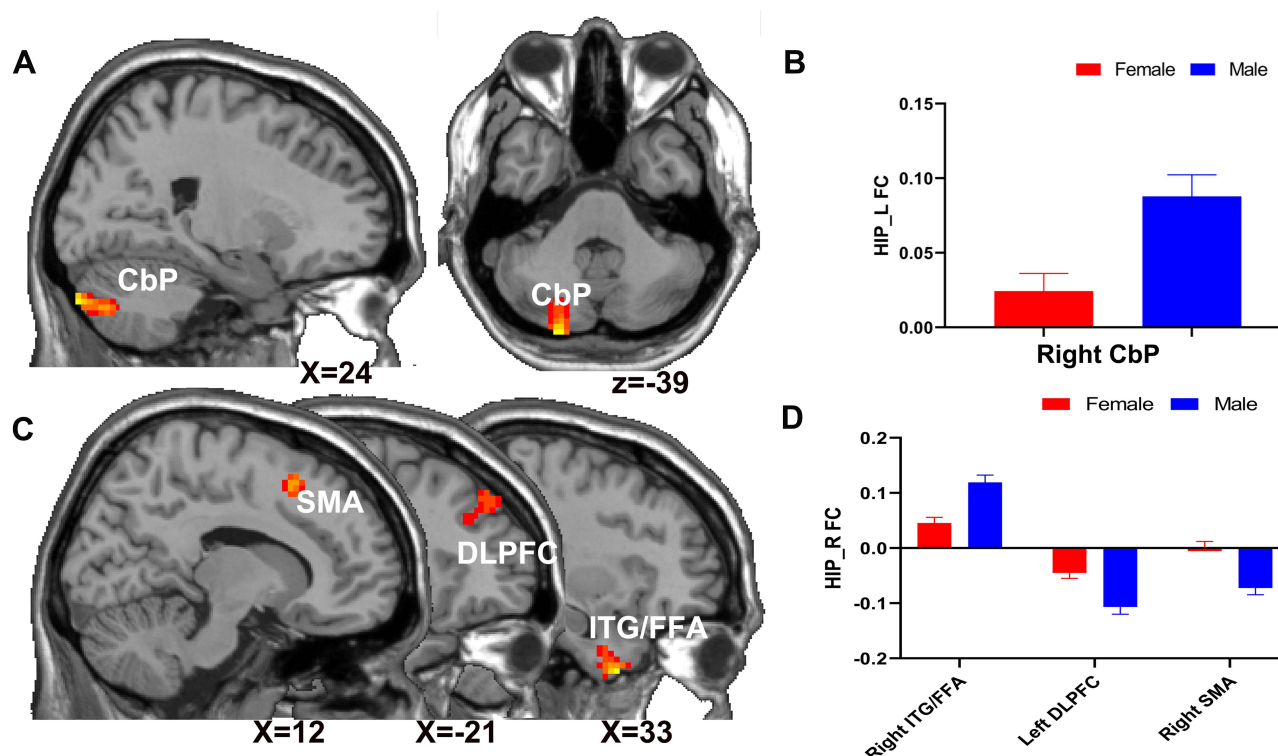 A
CbP
X=24
CbP
z=-39
B
Female Male
HIP_L FC
0.15
0.10
0.05
0.00
Right CbP
C
SMA
DLPFC
ITG/FFA
X=12
X=-21
X=33
D
Female Male
HIP_R FC
0.2
0.1
0.0
-0.1
-0.2
Right ITG/FFA
Left DLPFC
Right SMA